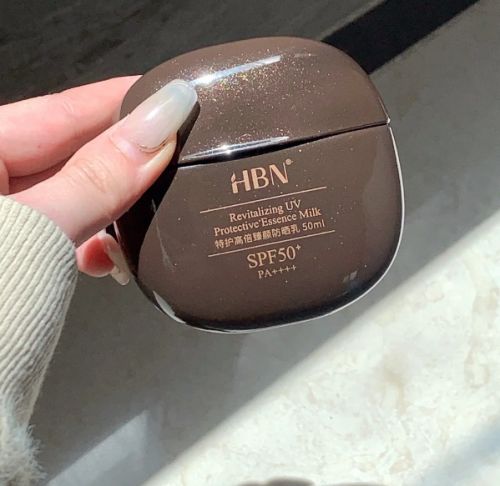 HBN®
Revitalizing UV
Protective Essence Milk
特护高倍臻颜防晒乳 50ml
SPF50+
PA++++